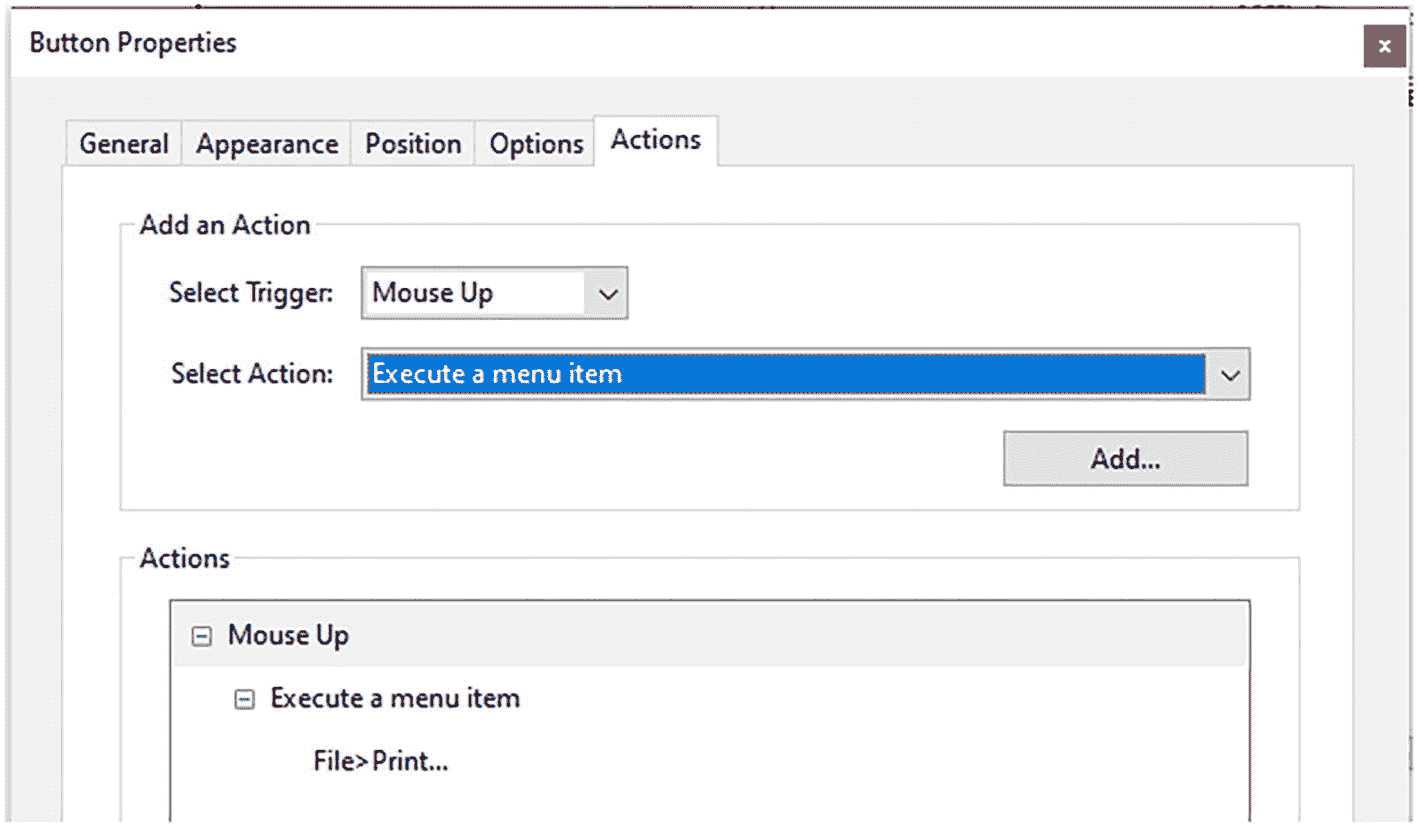 Button Properties
x
General Appearance Position Options Actions
Add an Action
Select Trigger: Mouse Up
Select Action: Execute a menu item
Add...
Actions
Mouse Up
Execute a menu item
File>Print...